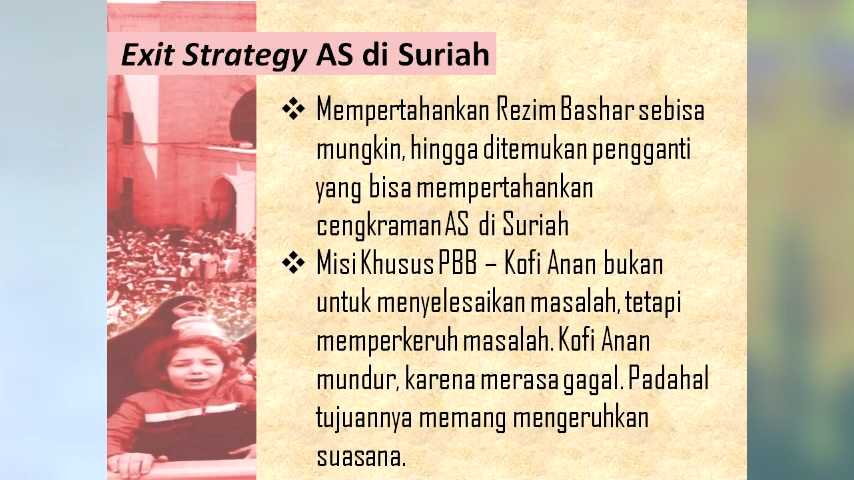 Exit Strategy AS di Suriah
❖ Mempertahankan Rezim Bashar sebisa
mungkin, hingga ditemukan pengganti
yang bisa mempertahankan
cengkraman AS di Suriah
❖ Misi Khusus PBB – Kofi Anan bukan
untuk menyelesaikan masalah, tetapi
memperkeruh masalah. Kofi Anan
mundur, karena merasa gagal. Padahal
tujuannya memang mengeruhkan
suasana.